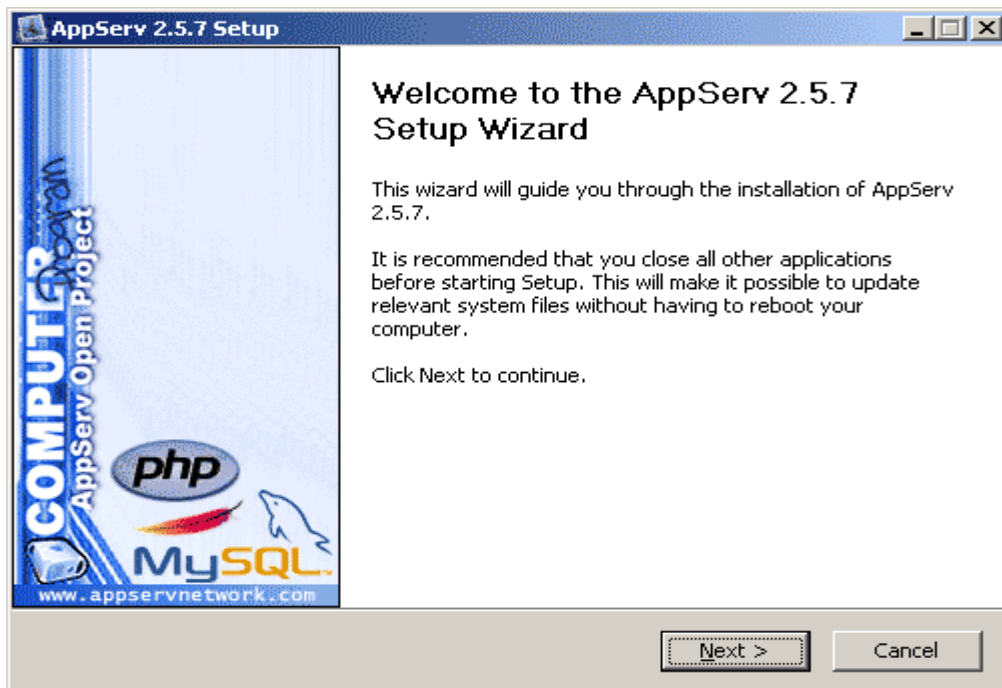 AppServ 2.5.7 Setup
Welcome to the AppServ 2.5.7
Setup Wizard
This wizard will guide you through the installation of AppServ
2.5.7.
It is recommended that you close all other applications
before starting Setup. This will make it possible to update
relevant system files without having to reboot your
computer.
Click Next to continue.
COMPUTER
Program
AppServ Open Project
php
MySQL
www.appservnetwork.com
Next >
Cancel